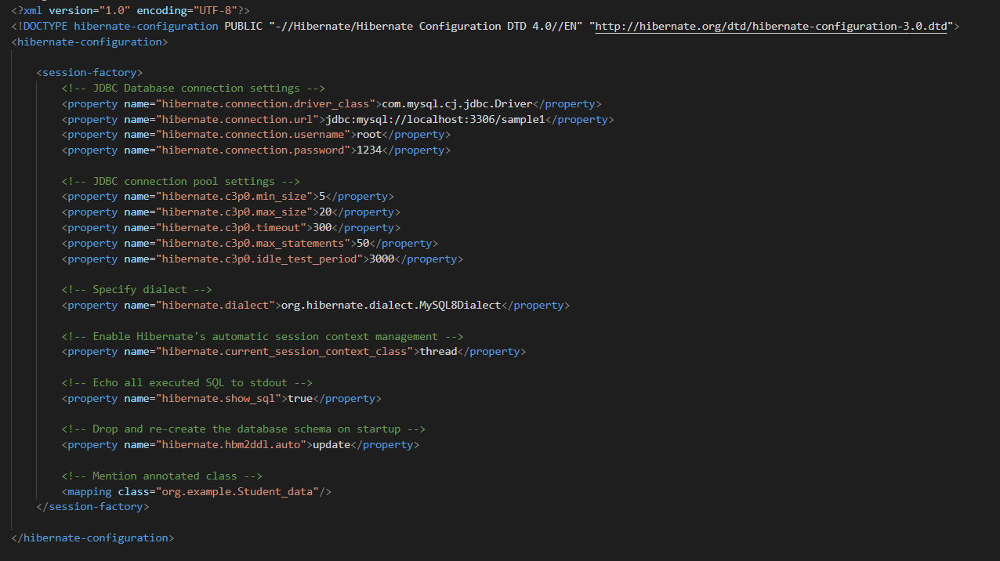 <?xml version="1.0" encoding="UTF-8"?>
<!DOCTYPE hibernate-configuration PUBLIC "-//Hibernate/Hibernate Configuration DTD 4.0//EN" "http://hibernate.org/dtd/hibernate-configuration-3.0.dtd">
<hibernate-configuration>
<session-factory>
<!-- JDBC Database connection settings -->
<property name="hibernate.connection.driver_class">com.mysql.cj.jdbc.Driver</property>
<property name="hibernate.connection.url">jdbc:mysql://localhost:3306/sample1</property>
<property name="hibernate.connection.username">root</property>
<property name="hibernate.connection.password">1234</property>
<!-- JDBC connection pool settings -->
<property name="hibernate.c3p0.min_size">5</property>
<property name="hibernate.c3p0.max_size">20</property>
<property name="hibernate.c3p0.timeout">300</property>
<property name="hibernate.c3p0.max_statements">50</property>
<property name="hibernate.c3p0.idle_test_period">3000</property>
<!-- Specify dialect -->
<property name="hibernate.dialect">org.hibernate.dialect.MySQL8Dialect</property>
<!-- Enable Hibernate's automatic session context management -->
<property name="hibernate.current_session_context_class">thread</property>
<!-- Echo all executed SQL to stdout -->
<property name="hibernate.show_sql">true</property>
<!-- Drop and re-create the database schema on startup -->
<property name="hibernate.hbm2ddl.auto">update</property>
<!-- Mention annotated class -->
<mapping class="org.example.Student_data"/>
</session-factory>
</hibernate-configuration>